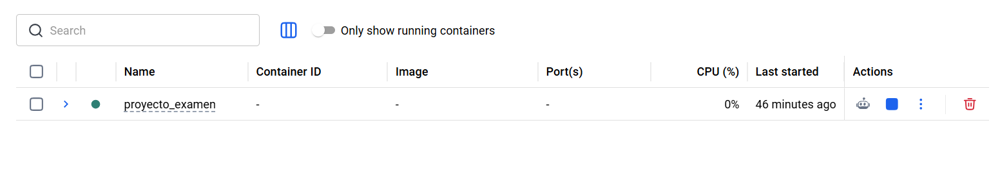 Search
Only show running containers
Name Container ID Image Port(s) CPU (%) Last started Actions
proyecto_examen - - - 0% 46 minutes ago